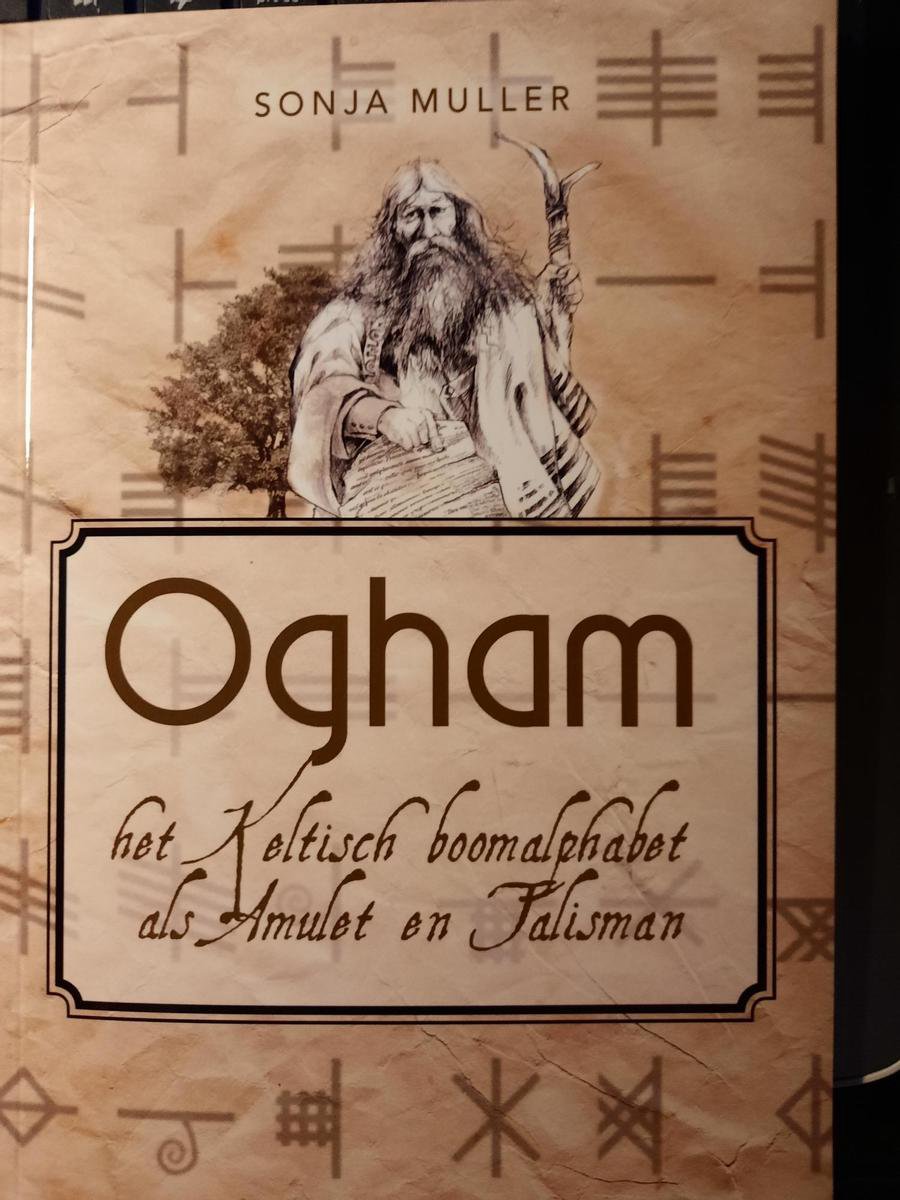 SONJA MULLER
Ogham
het Keltisch boomalphabet
als Amulet en Talisman